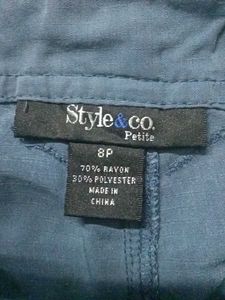 Style&co.
Petite
8P
70% RAYON
30% POLYESTER
MADE IN
CHINA